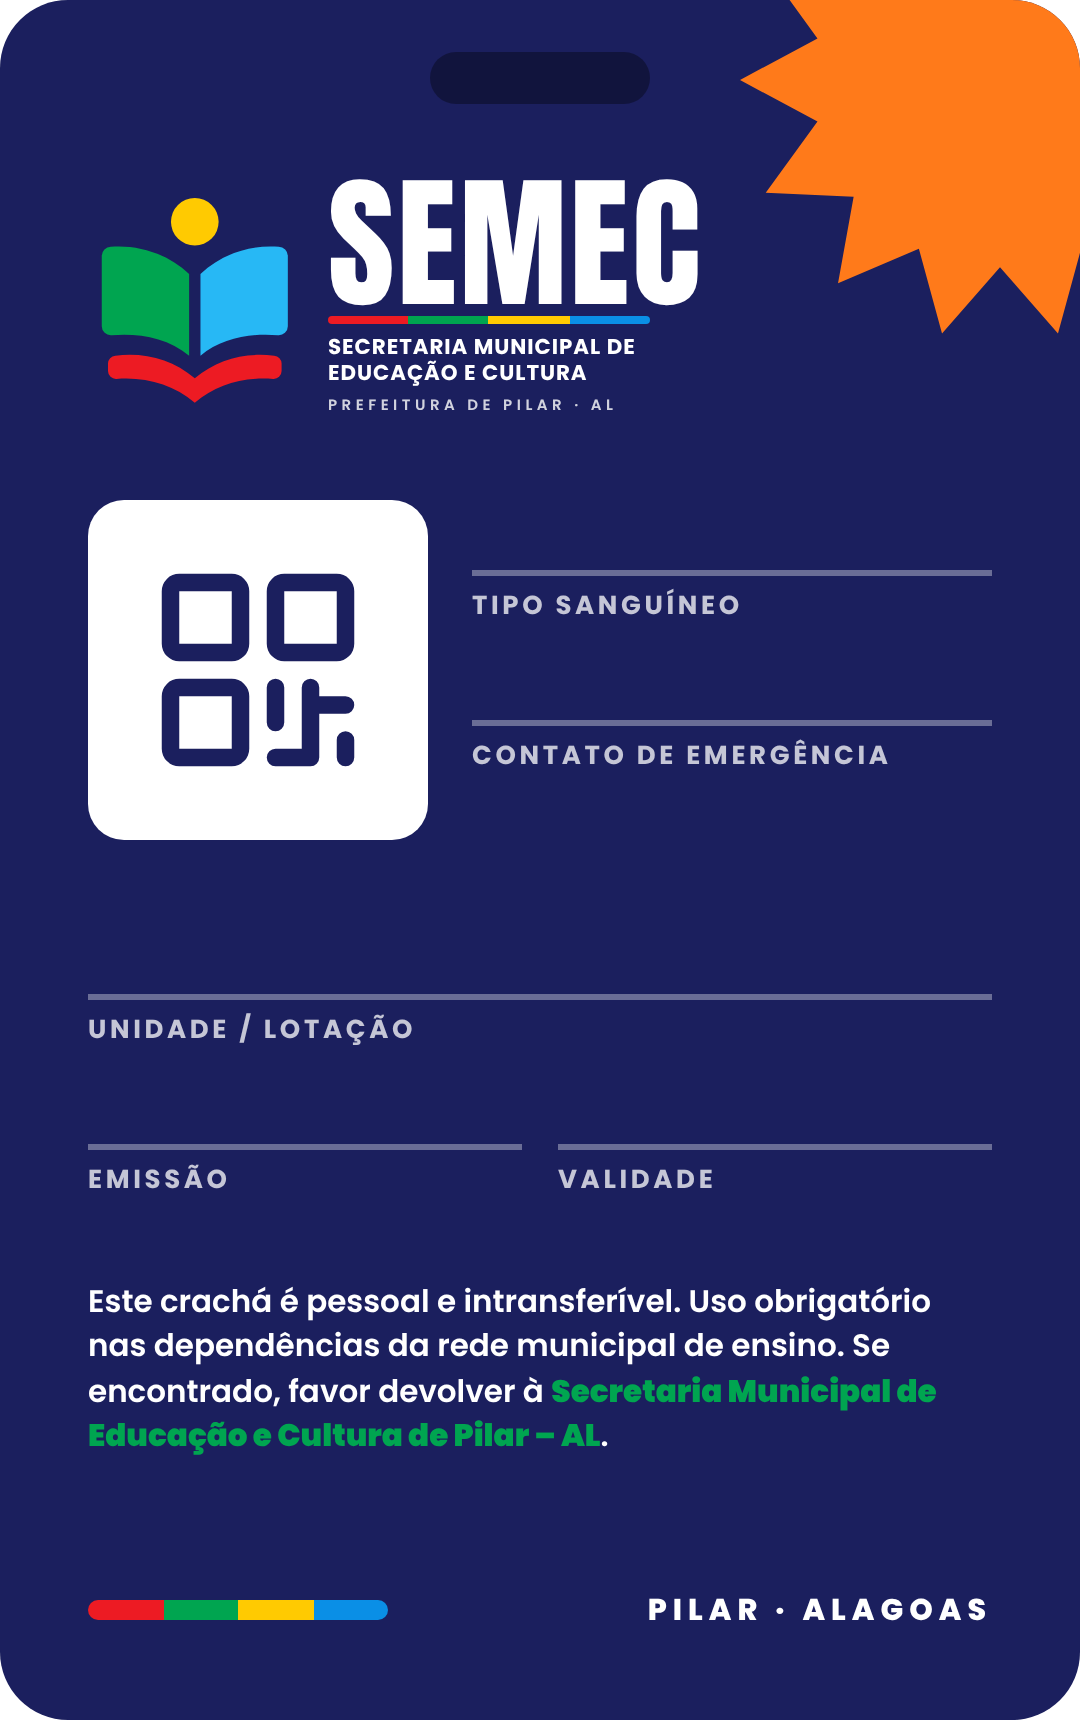 SEMEC
SECRETARIA MUNICIPAL DE
EDUCAÇÃO E CULTURA
PREFEITURA DE PILAR · AL
TIPO SANGUÍNEO
CONTATO DE EMERGÊNCIA
UNIDADE / LOTAÇÃO
EMISSÃO
VALIDADE
Este crachá é pessoal e intransferível. Uso obrigatório
nas dependências da rede municipal de ensino. Se
encontrado, favor devolver à Secretaria Municipal de
Educação e Cultura de Pilar – AL.
PILAR · ALAGOAS